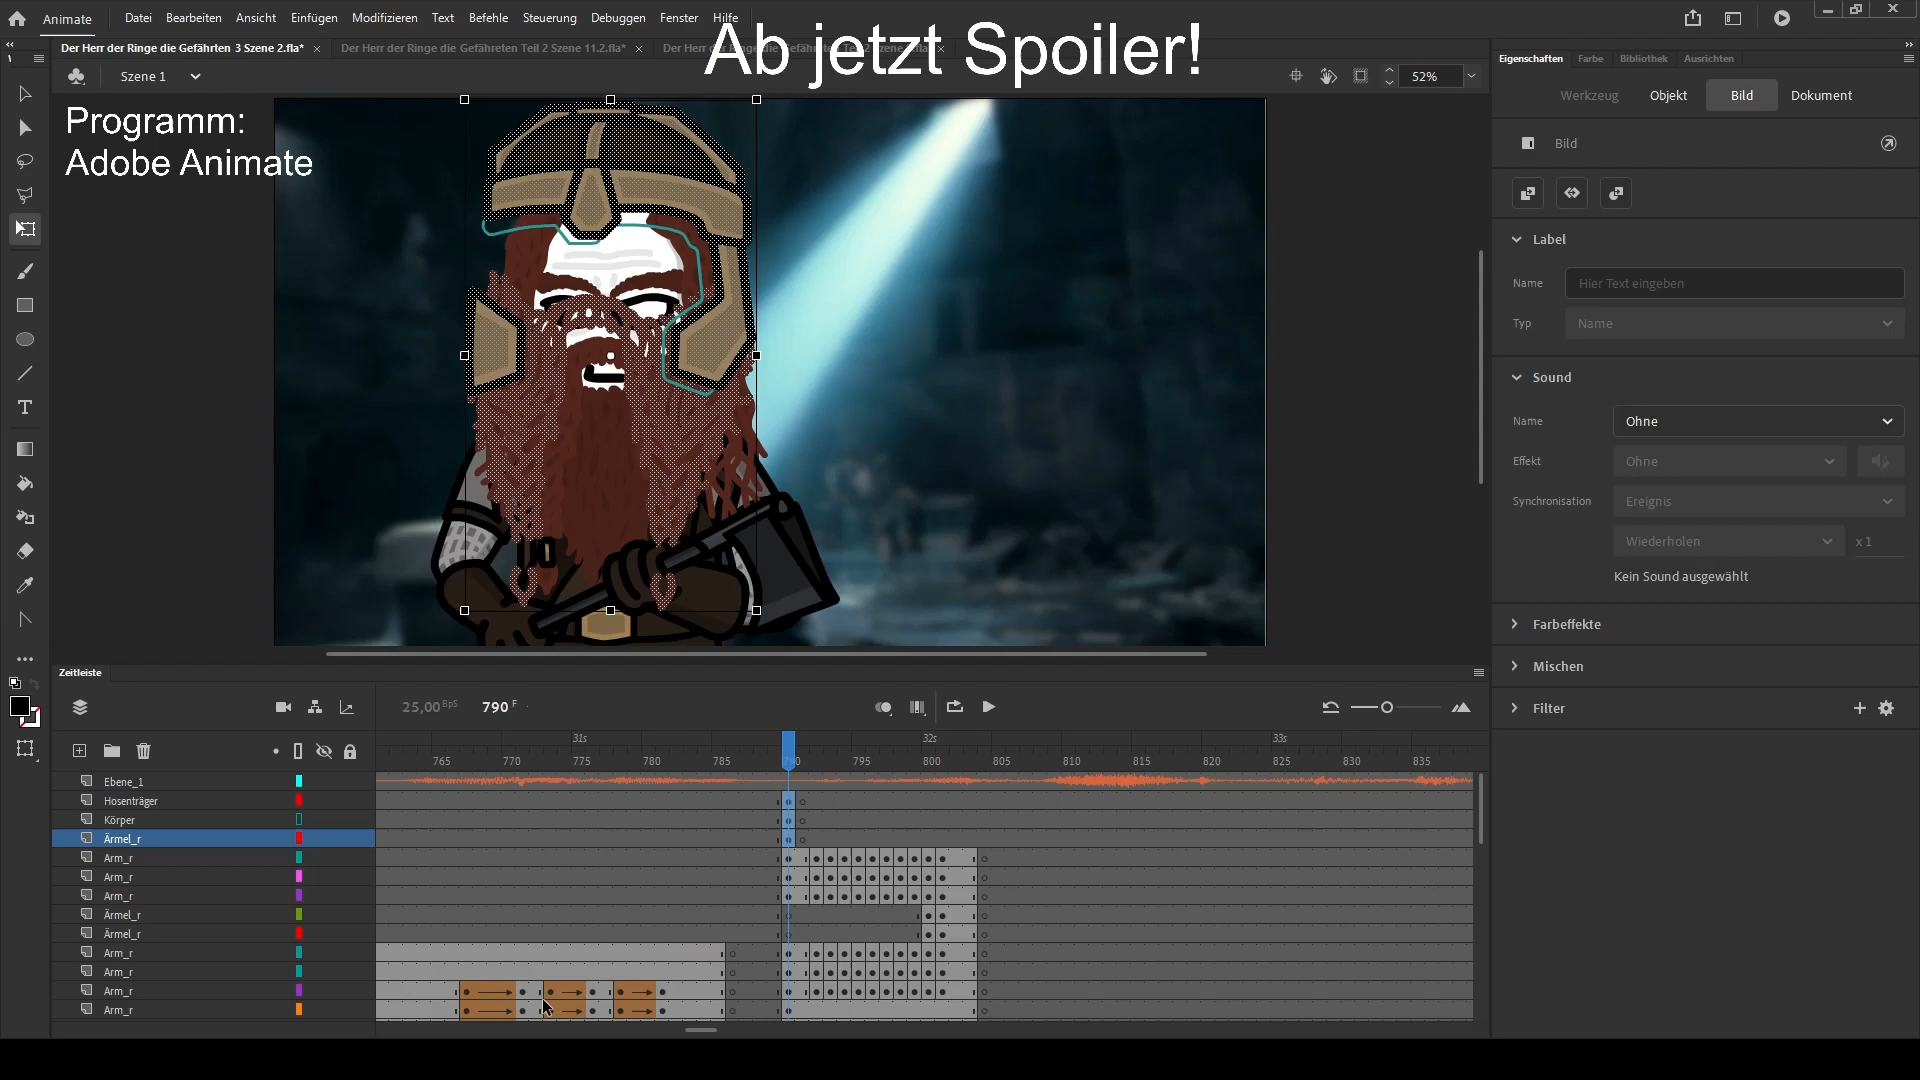 Animate
Datei Bearbeiten Ansicht Einfügen Modifizieren Text Befehle Steuerung Debuggen Fenster Hilfe
Ab jetzt Spoiler!
Der Herr der Ringe die Gefährten 3 Szene 2.fla* × Der Herr der Ringe die Gefähreten Teil 2 Szene 11.2.fla* ×
Szene 1
52%
Programm:
Adobe Animate
Eigenschaften Farbe Bibliothek Ausrichten
Werkzeug Objekt Bild Dokument
Bild
Label
Name Hier Text eingeben
Typ Name
Sound
Name Ohne
Effekt Ohne
Synchronisation Ereignis
Wiederholen x 1
Kein Sound ausgewählt
Farbeffekte
Mischen
Filter
Zeitleiste
25,00 BpS 790 F
31s 32s 33s
765 770 775 780 785 790 795 800 805 810 815 820 825 830 835
Ebene_1
Hosenträger
Körper
Ärmel_r
Arm_r
Arm_r
Arm_r
Ärmel_r
Ärmel_r
Arm_r
Arm_r
Arm_r
Arm_r